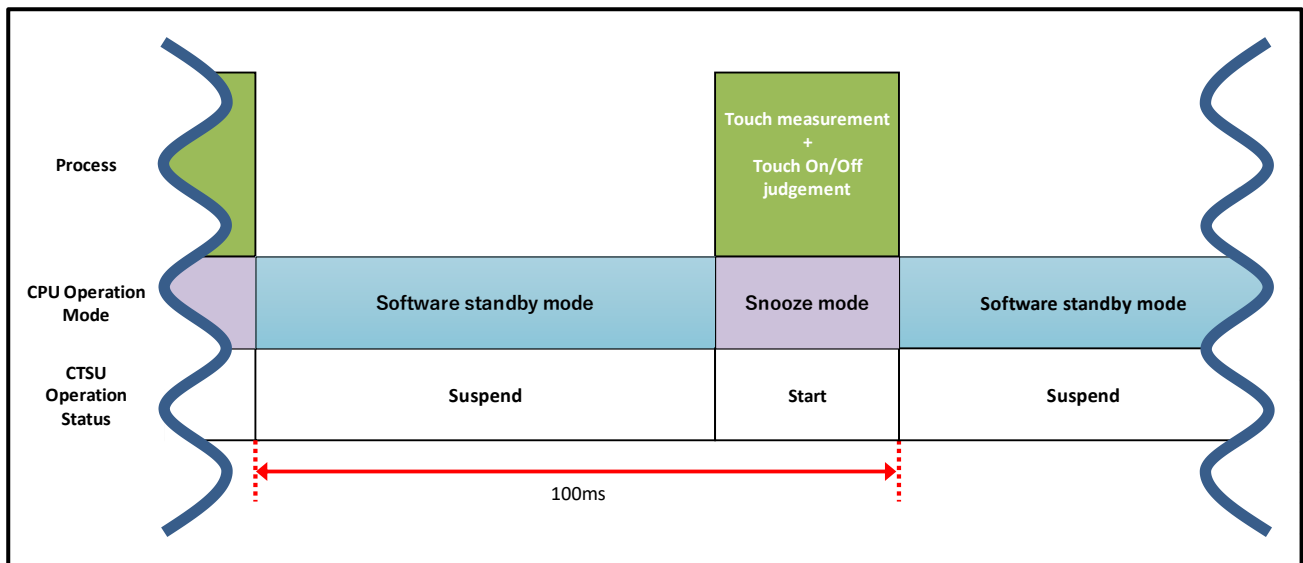 Process
Touch measurement
+
Touch On/Off
judgement
CPU Operation
Mode
Software standby mode
Snooze mode
Software standby mode
CTSU
Operation
Status
Suspend
Start
Suspend
100ms